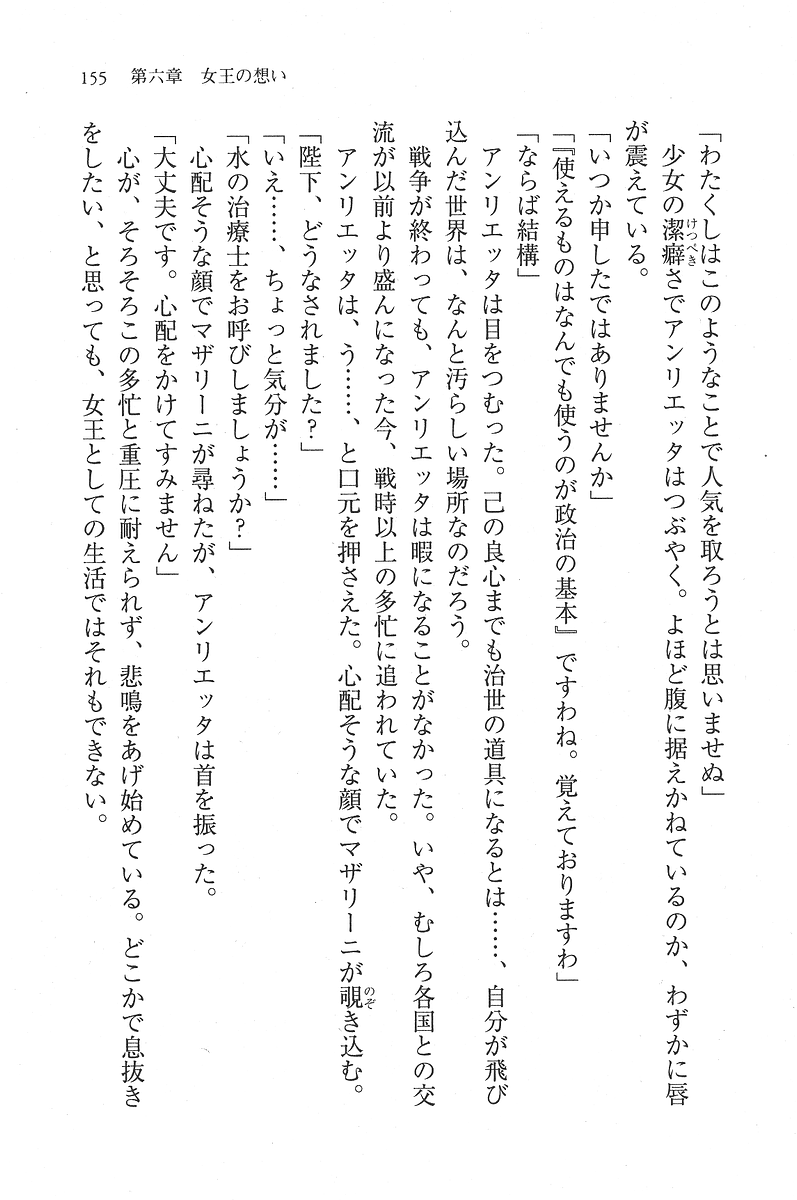 155　第六章　女王の想い
「わたくしはこのようなことで人気を取ろうとは思いませぬ」
　少女の潔癖さでアンリエッタはつぶやく。よほど腹に据えかねているのか、わずかに唇
けっぺき
が震えている。
「いつか申したではありませんか」
「『使えるものはなんでも使うのが政治の基本』ですわね。覚えておりますわ」
「ならば結構」
　アンリエッタは目をつむった。己の良心までも治世の道具になるとは……、自分が飛び
込んだ世界は、なんと汚らしい場所なのだろう。
　戦争が終わっても、アンリエッタは暇になることがなかった。いや、むしろ各国との交
流が以前より盛んになった今、戦時以上の多忙に追われていた。
　アンリエッタは、う……、と口元を押さえた。心配そうな顔でマザリーニが覗き込む。
のぞ
「陛下、どうなされました？」
「いえ……、ちょっと気分が……」
「水の治療士をお呼びしましょうか？」
　心配そうな顔でマザリーニが尋ねたが、アンリエッタは首を振った。
「大丈夫です。心配をかけてすみません」
　心が、そろそろこの多忙と重圧に耐えられず、悲鳴をあげ始めている。どこかで息抜き
をしたい、と思っても、女王としての生活ではそれもできない。